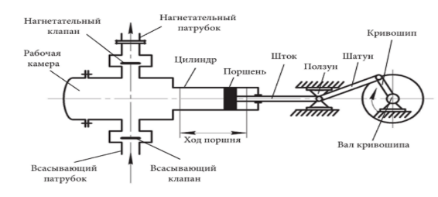 Нагнетательный
клапан
Нагнетательный
патрубок
Рабочая
камера
Цилиндр
Поршень
Шток
Ползун
Шатун
Кривошип
Ход поршня
Вал кривошипа
Всасывающий
патрубок
Всасывающий
клапан